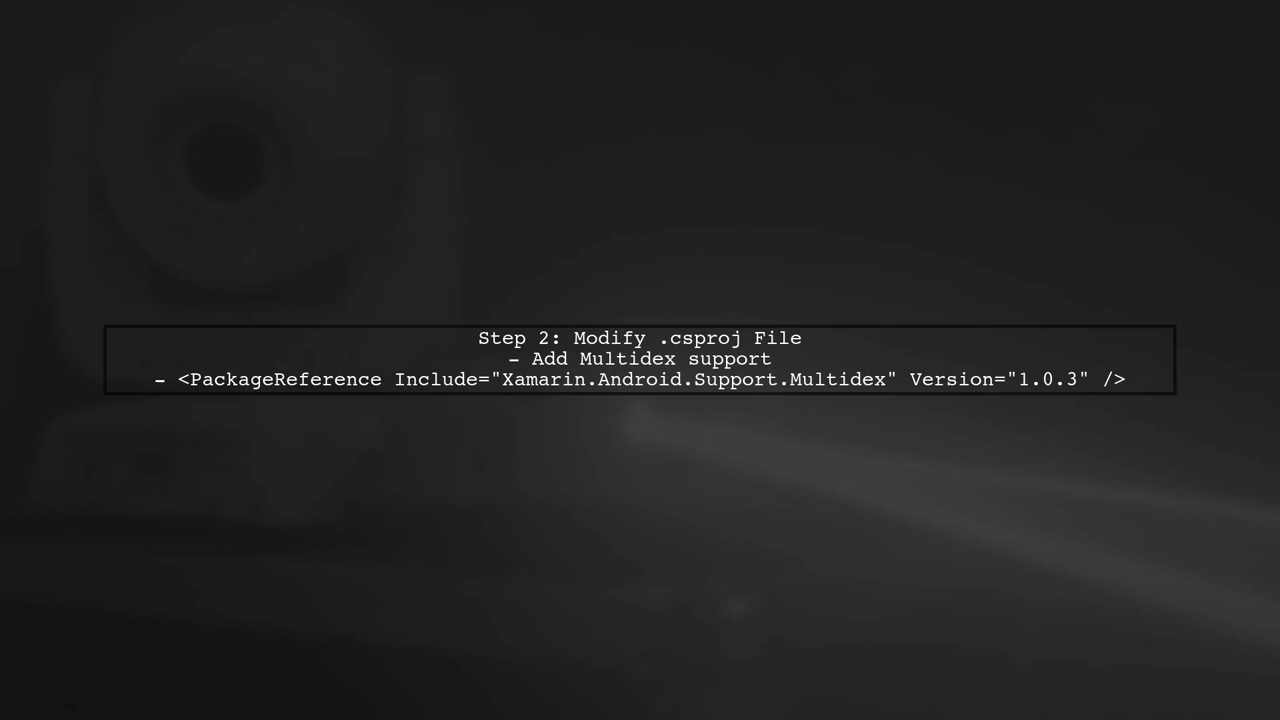 Step 2: Modify .csproj File
- Add Multidex support
- <PackageReference Include="Xamarin.Android.Support.Multidex" Version="1.0.3" />